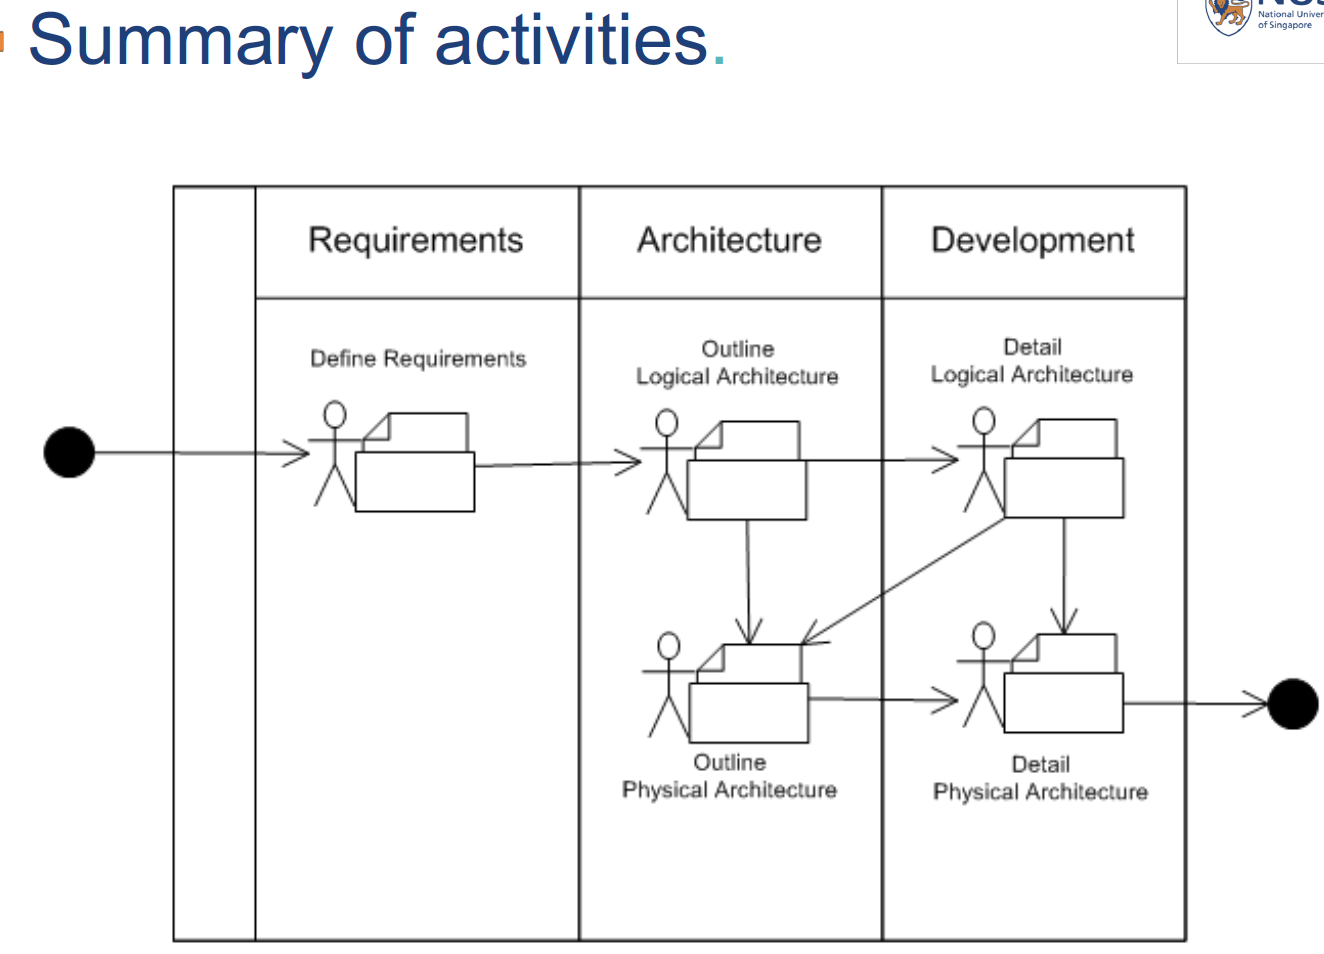 Summary of activities.
National Univer
of Singapore
Requirements
Architecture
Development
Define Requirements
Outline
Logical Architecture
Detail
Logical Architecture
Outline
Physical Architecture
Detail
Physical Architecture